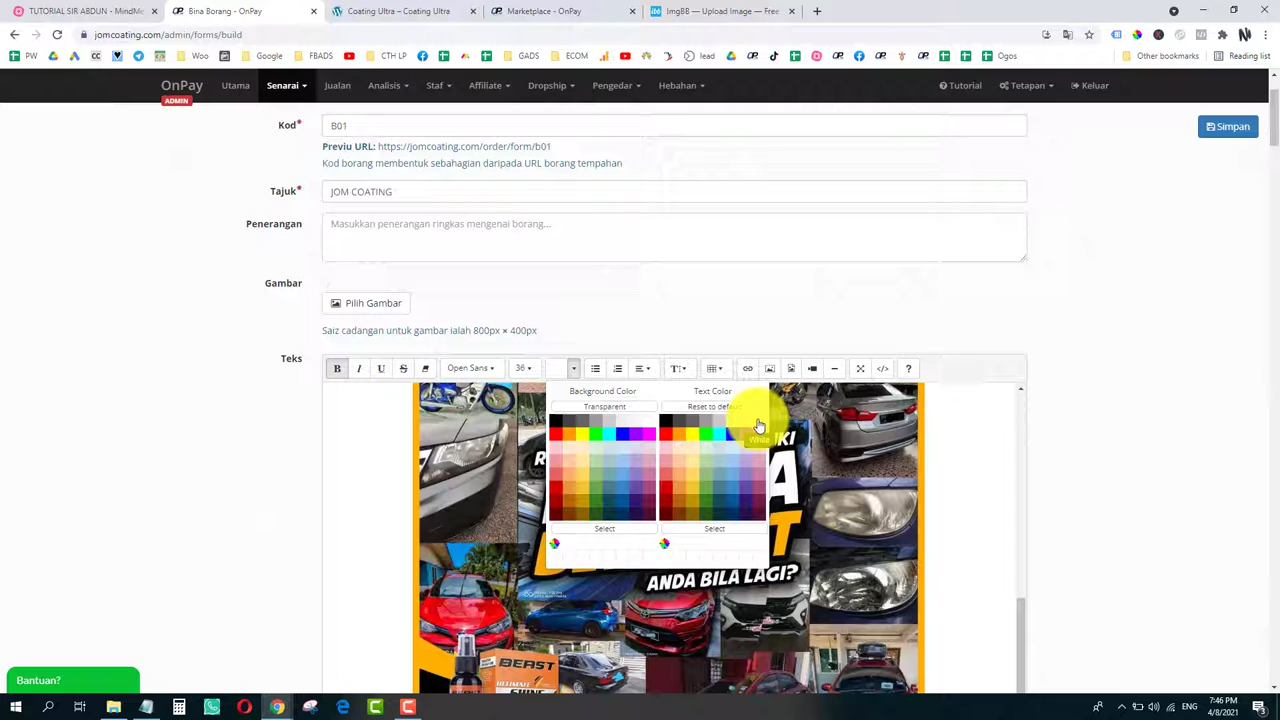 TUTORIAL SIR ABDUN - MindMe
Bina Borang - OnPay
Coating Ultra – Coating Ultra
Marketplace - OnPay
ImgBB — Upload Image — Free
jomcoating.com/admin/forms/build
PW
Woo
Google
FBADS
CTH LP
GADS
ECOM
lead
Ogos
Other bookmarks
Reading list
OnPay
ADMIN
Utama
Senarai
Jualan
Analisis
Staf
Affiliate
Dropship
Pengedar
Hebahan
Tutorial
Tetapan
Keluar
Kod*
B01
Simpan
Previu URL: https://jomcoating.com/order/form/b01
Kod borang membentuk sebahagian daripada URL borang tempahan
Tajuk*
JOM COATING
Penerangan
Masukkan penerangan ringkas mengenai borang...
Gambar
Pilih Gambar
Saiz cadangan untuk gambar ialah 800px × 400px
Teks
B I U S
Open Sans
36
Background Color
Text Color
Transparent
Reset to default
White
Select
Select
ANDA BILA LAGI?
BEAST
Bantuan?
ENG
7:46 PM
4/8/2021